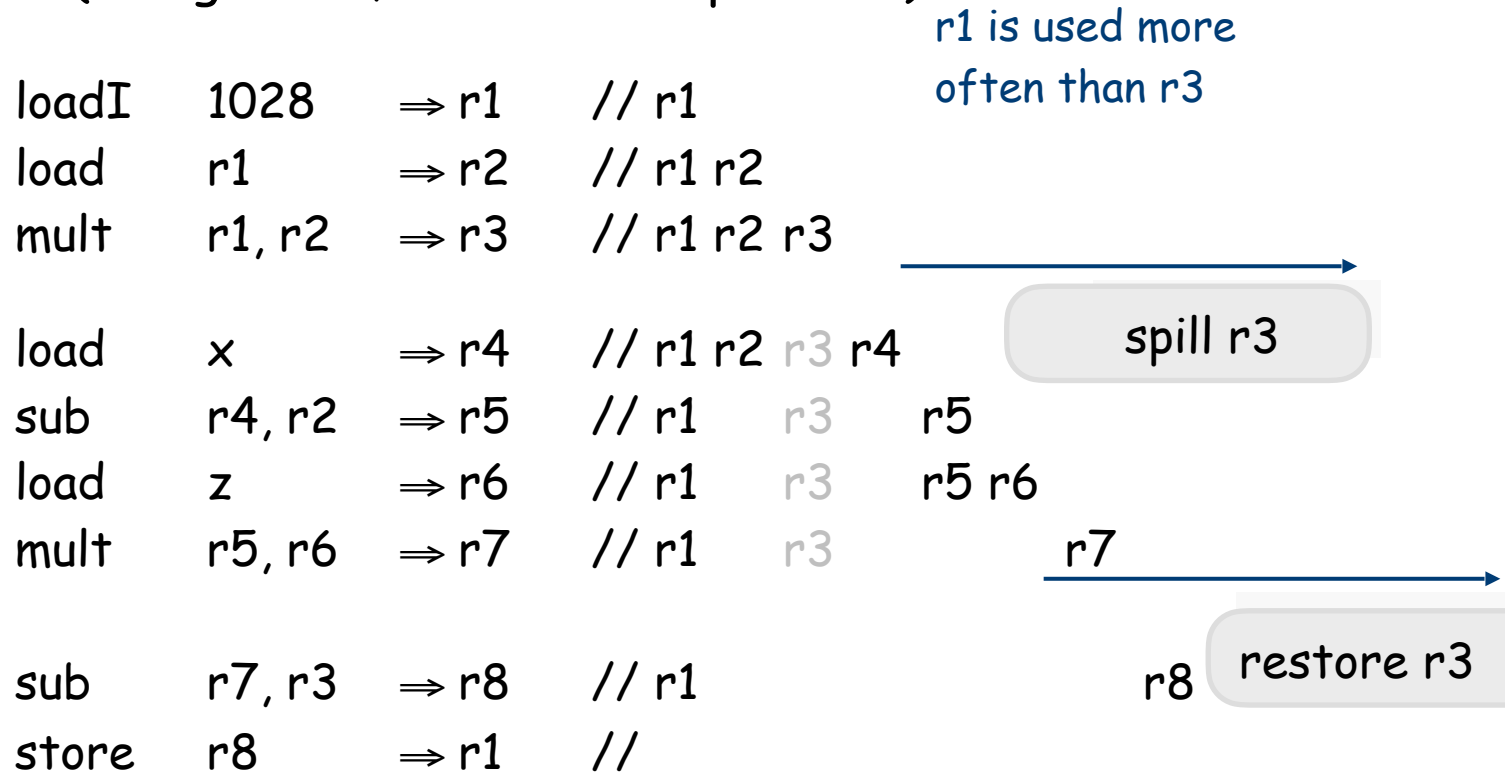 r1 is used more
often than r3
loadI 1028 ⇒ r1 // r1
load r1 ⇒ r2 // r1 r2
mult r1, r2 ⇒ r3 // r1 r2 r3
load x ⇒ r4 // r1 r2 r3 r4
spill r3
sub r4, r2 ⇒ r5 // r1 r3 r5
load z ⇒ r6 // r1 r3 r5 r6
mult r5, r6 ⇒ r7 // r1 r3 r7
sub r7, r3 ⇒ r8 // r1 r8
restore r3
store r8 ⇒ r1 //